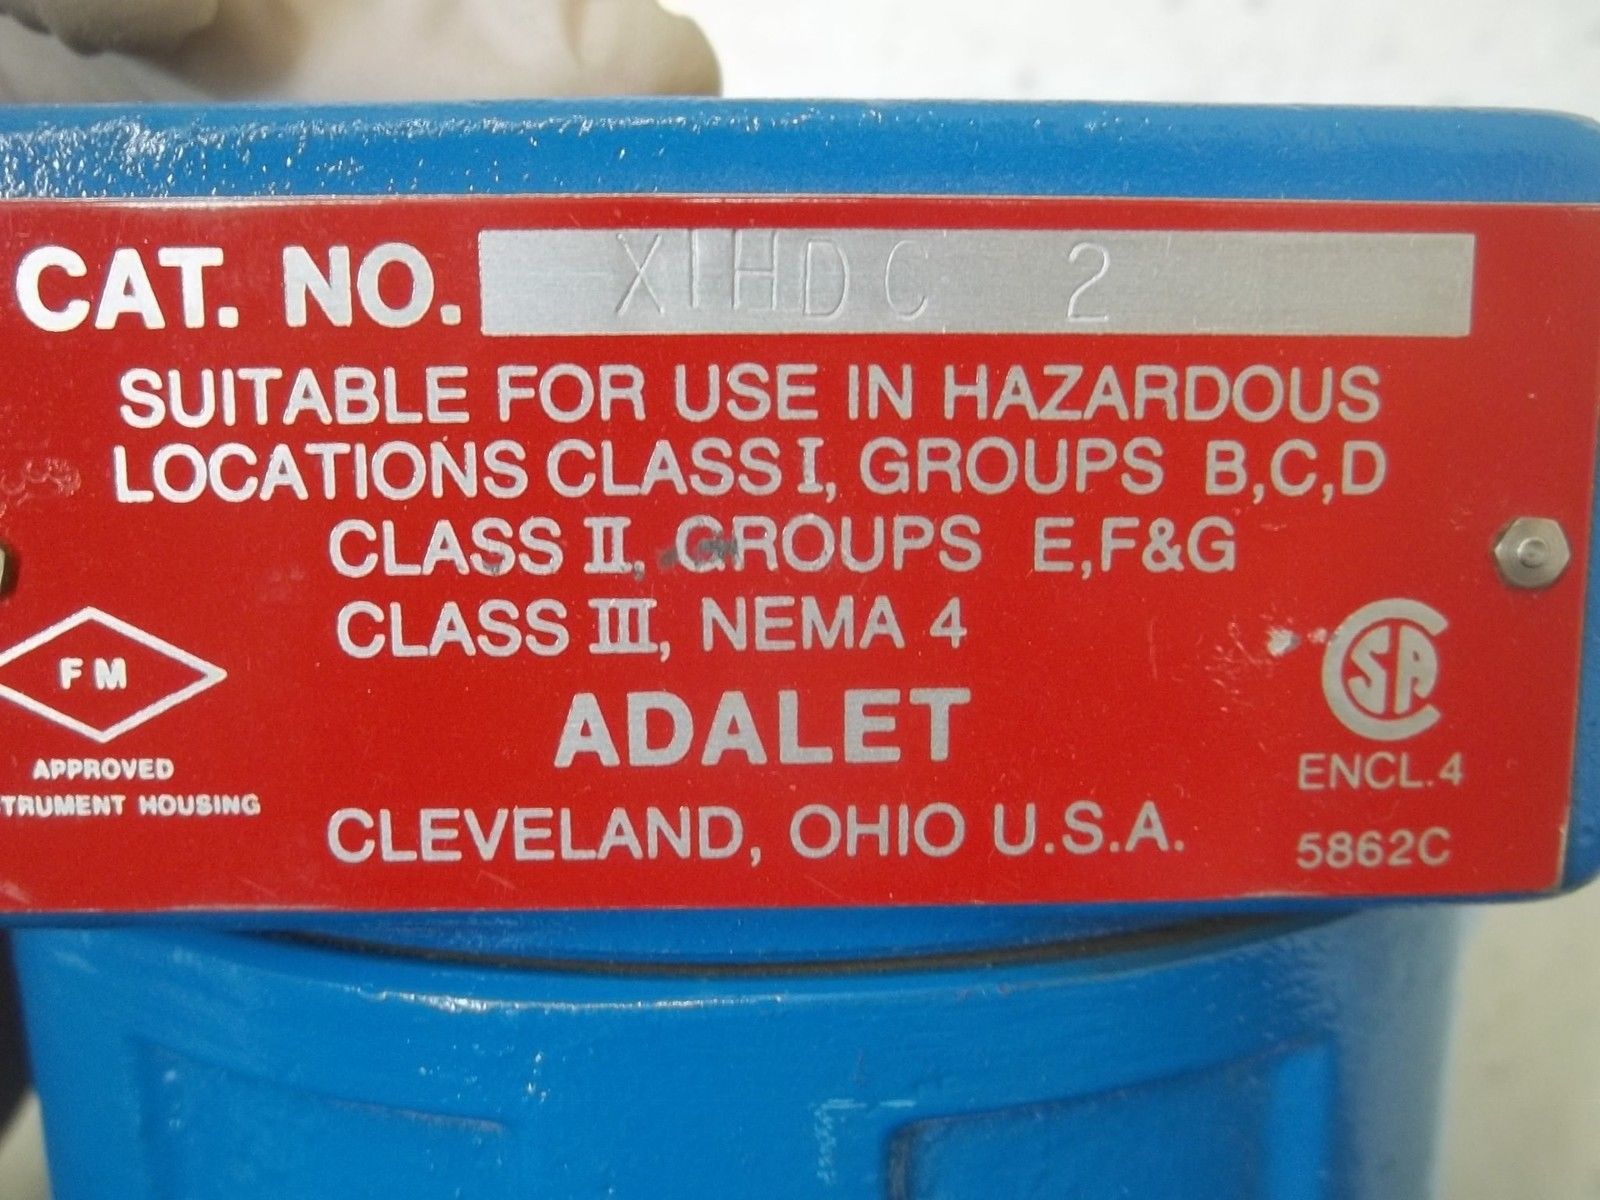 CAT. NO. XIHDC 2
SUITABLE FOR USE IN HAZARDOUS
LOCATIONS CLASS I, GROUPS B,C,D
CLASS II, GROUPS E,F&G
CLASS III, NEMA 4
FM
APPROVED
TRUMENT HOUSING
ADALET
CLEVELAND, OHIO U.S.A.
CSA
ENCL.4
5862C